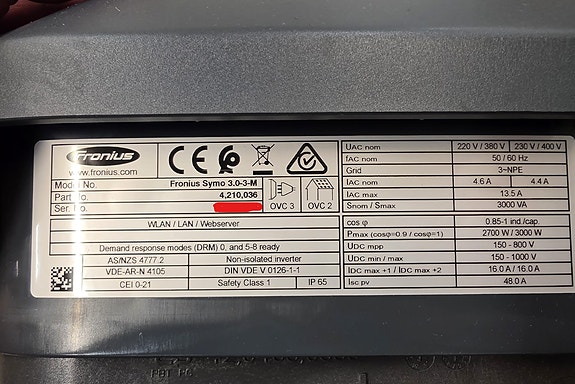 Fronius
www.fronius.com
Model No. Fronius Symo 3.0-3-M
Part No. 4,210,036
Ser. No.
OVC 3 OVC 2
WLAN / LAN / Webserver
Demand response modes (DRM) 0, and 5-8 ready
AS/NZS 4777.2 Non-isolated inverter
VDE-AR-N 4105 DIN VDE V 0126-1-1
CEI 0-21 Safety Class 1 IP 65
UAC nom 220 V / 380 V 230 V / 400 V
fAC nom 50 / 60 Hz
Grid 3~NPE
IAC nom 4.6 A 4.4 A
IAC max 13.5 A
Snom / Smax 3000 VA
cos φ 0.85-1 ind./cap.
Pmax (cosφ=0.9 / cosφ=1) 2700 W / 3000 W
UDC mpp 150 - 800 V
UDC min / max 150 - 1000 V
IDC max +1 / IDC max +2 16.0 A / 16.0 A
Isc pv 48.0 A